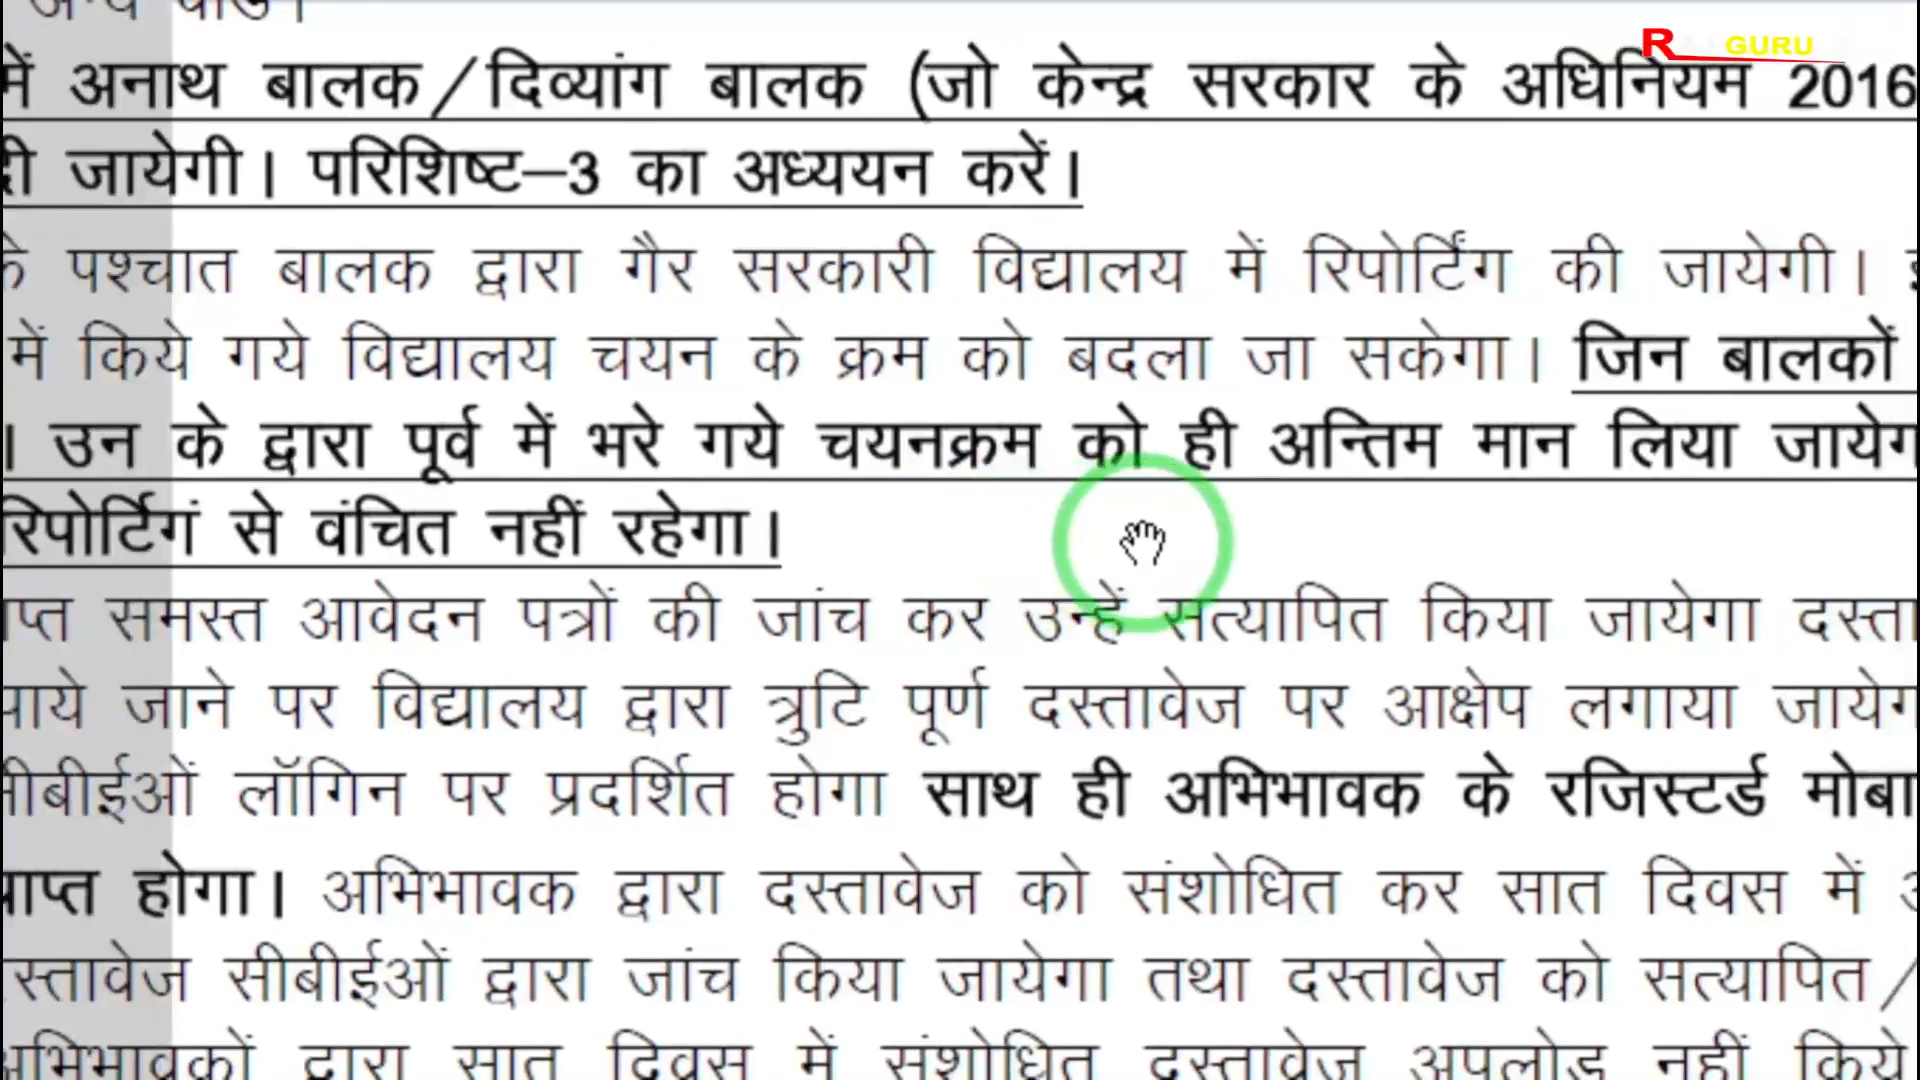 R GURU
में अनाथ बालक/दिव्यांग बालक (जो केन्द्र सरकार के अधिनियम 2016
जायेगी। परिशिष्ट–3 का अध्ययन करें।
पश्चात बालक द्वारा गैर सरकारी विद्यालय में रिपोर्टिंग की जायेगी।
में किये गये विद्यालय चयन के क्रम को बदला जा सकेगा। जिन बालकों
। उन के द्वारा पूर्व में भरे गये चयनक्रम को ही अन्तिम मान लिया
रिपोर्टिगं से वंचित नहीं रहेगा।
समस्त आवेदन पत्रों की जांच कर उन्हें सत्यापित किया जायेगा
जाने पर विद्यालय द्वारा त्रुटि पूर्ण दस्तावेज पर आक्षेप लगाया
लॉगिन पर प्रदर्शित होगा साथ ही अभिभावक के रजिस्टर्ड
होगा। अभिभावक द्वारा दस्तावेज को संशोधित कर सात दिवस में
सीबीईओं द्वारा जांच किया जायेगा तथा दस्तावेज को सत्यापित/
द्वारा सात दिवस में संशोधित दस्तावेज अपलोड नहीं किये